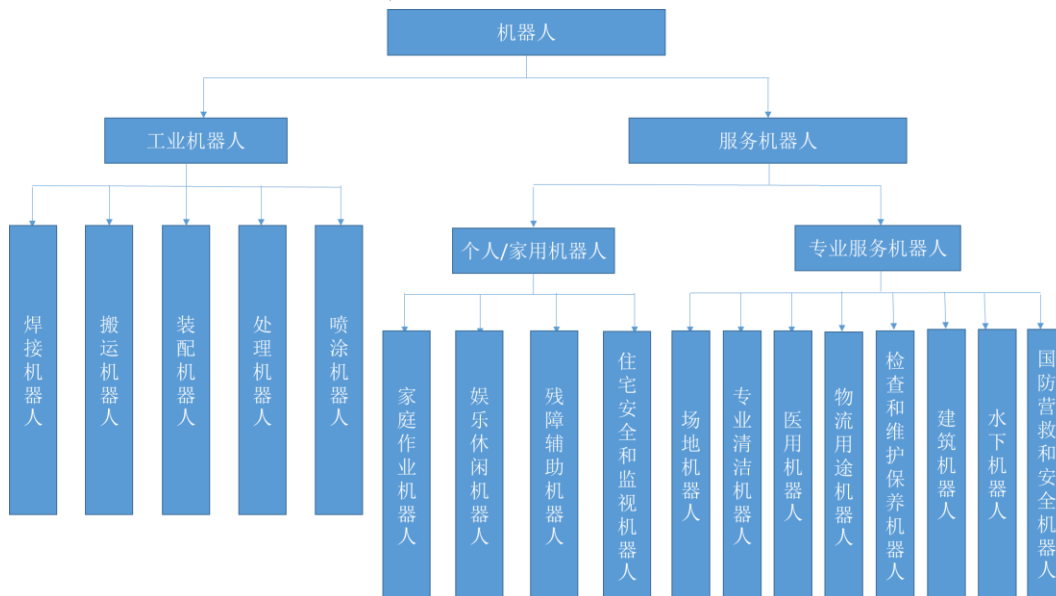 机器人
工业机器人
服务机器人
个人/家用机器人
专业服务机器人
焊接机器人
搬运机器人
装配机器人
处理机器人
喷涂机器人
家庭作业机器人
娱乐休闲机器人
残障辅助机器人
住宅安全和监视机器人
场地机器人
专业清洁机器人
医用机器人
物流用途机器人
检查和维护保养机器人
建筑机器人
水下机器人
国防营救和安全机器人